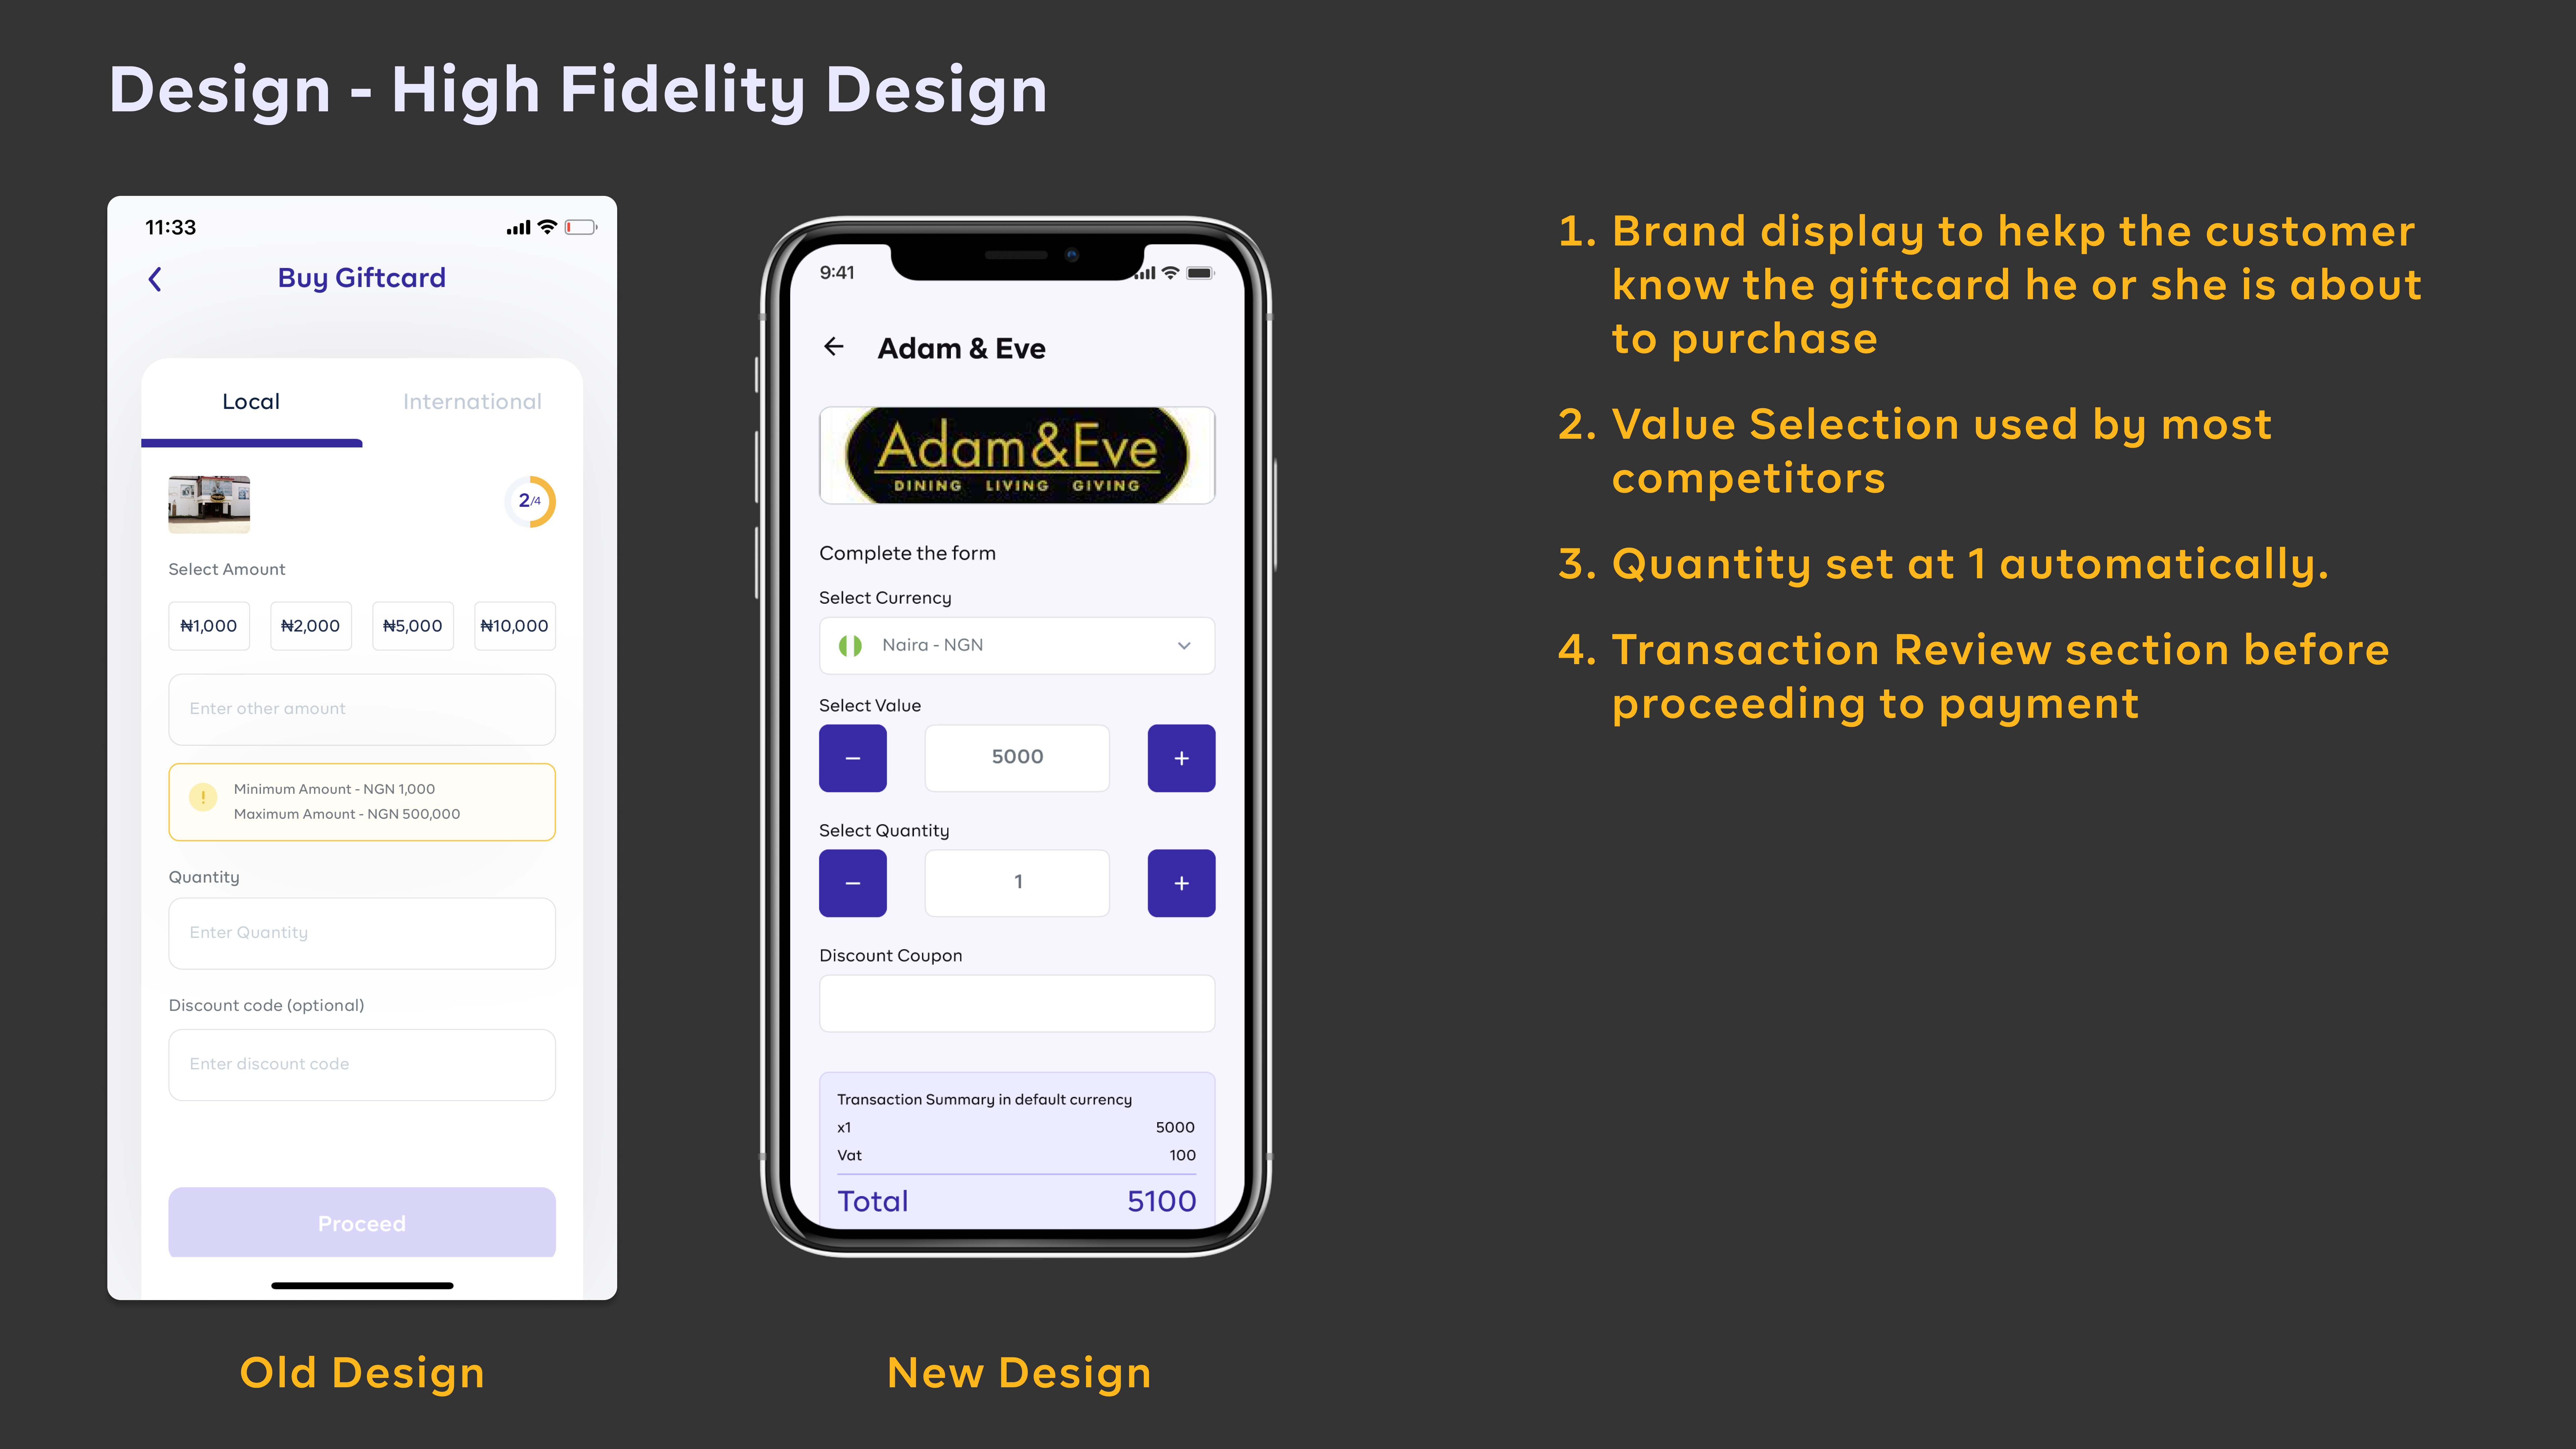 Design - High Fidelity Design
11:33
Buy Giftcard
Local
International
2/4
Select Amount
₦1,000
₦2,000
₦5,000
₦10,000
Enter other amount
!
Minimum Amount - NGN 1,000
Maximum Amount - NGN 500,000
Quantity
Enter Quantity
Discount code (optional)
Enter discount code
Proceed
Old Design
9:41
Adam & Eve
Adam&Eve
DINING LIVING GIVING
Complete the form
Select Currency
Naira - NGN
Select Value
− 5000 +
Select Quantity
− 1 +
Discount Coupon
Transaction Summary in default currency
x1 5000
Vat 100
Total 5100
New Design
1. Brand display to hekp the customer
know the giftcard he or she is about
to purchase
2. Value Selection used by most
competitors
3. Quantity set at 1 automatically.
4. Transaction Review section before
proceeding to payment